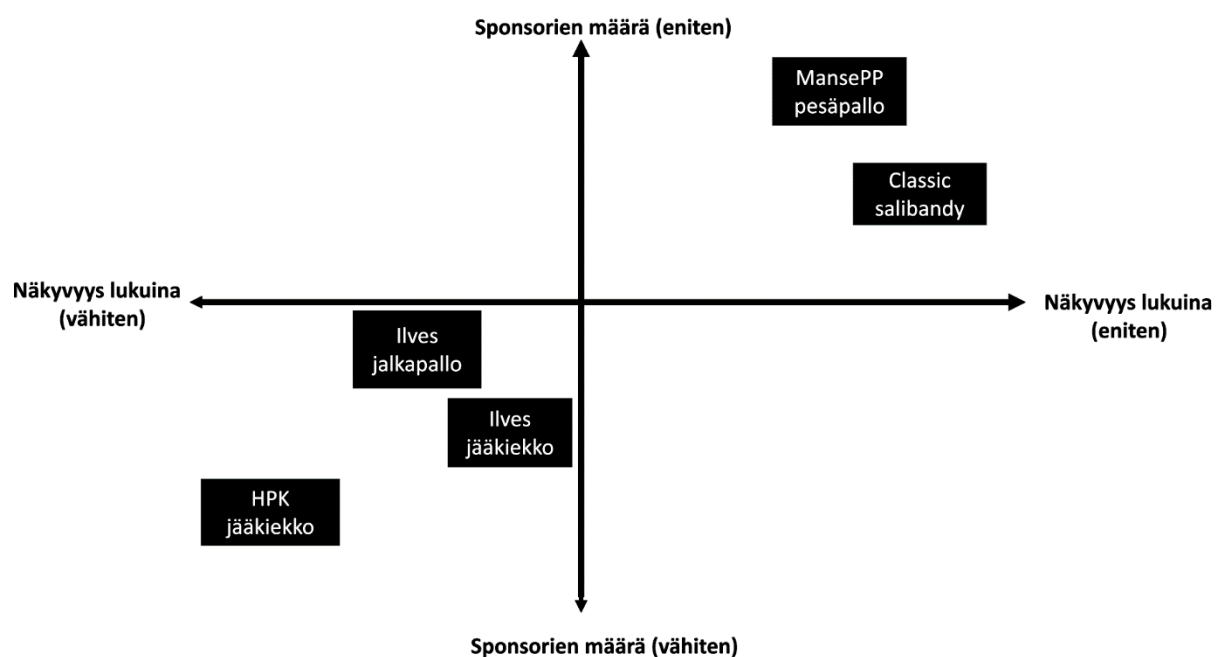 Sponsorien määrä (eniten)
MansePP
pesäpallo
Classic
salibandy
Näkyvyys lukuina
(vähiten)
Näkyvyys lukuina
(eniten)
Ilves
jalkapallo
Ilves
jääkiekko
HPK
jääkiekko
Sponsorien määrä (vähiten)